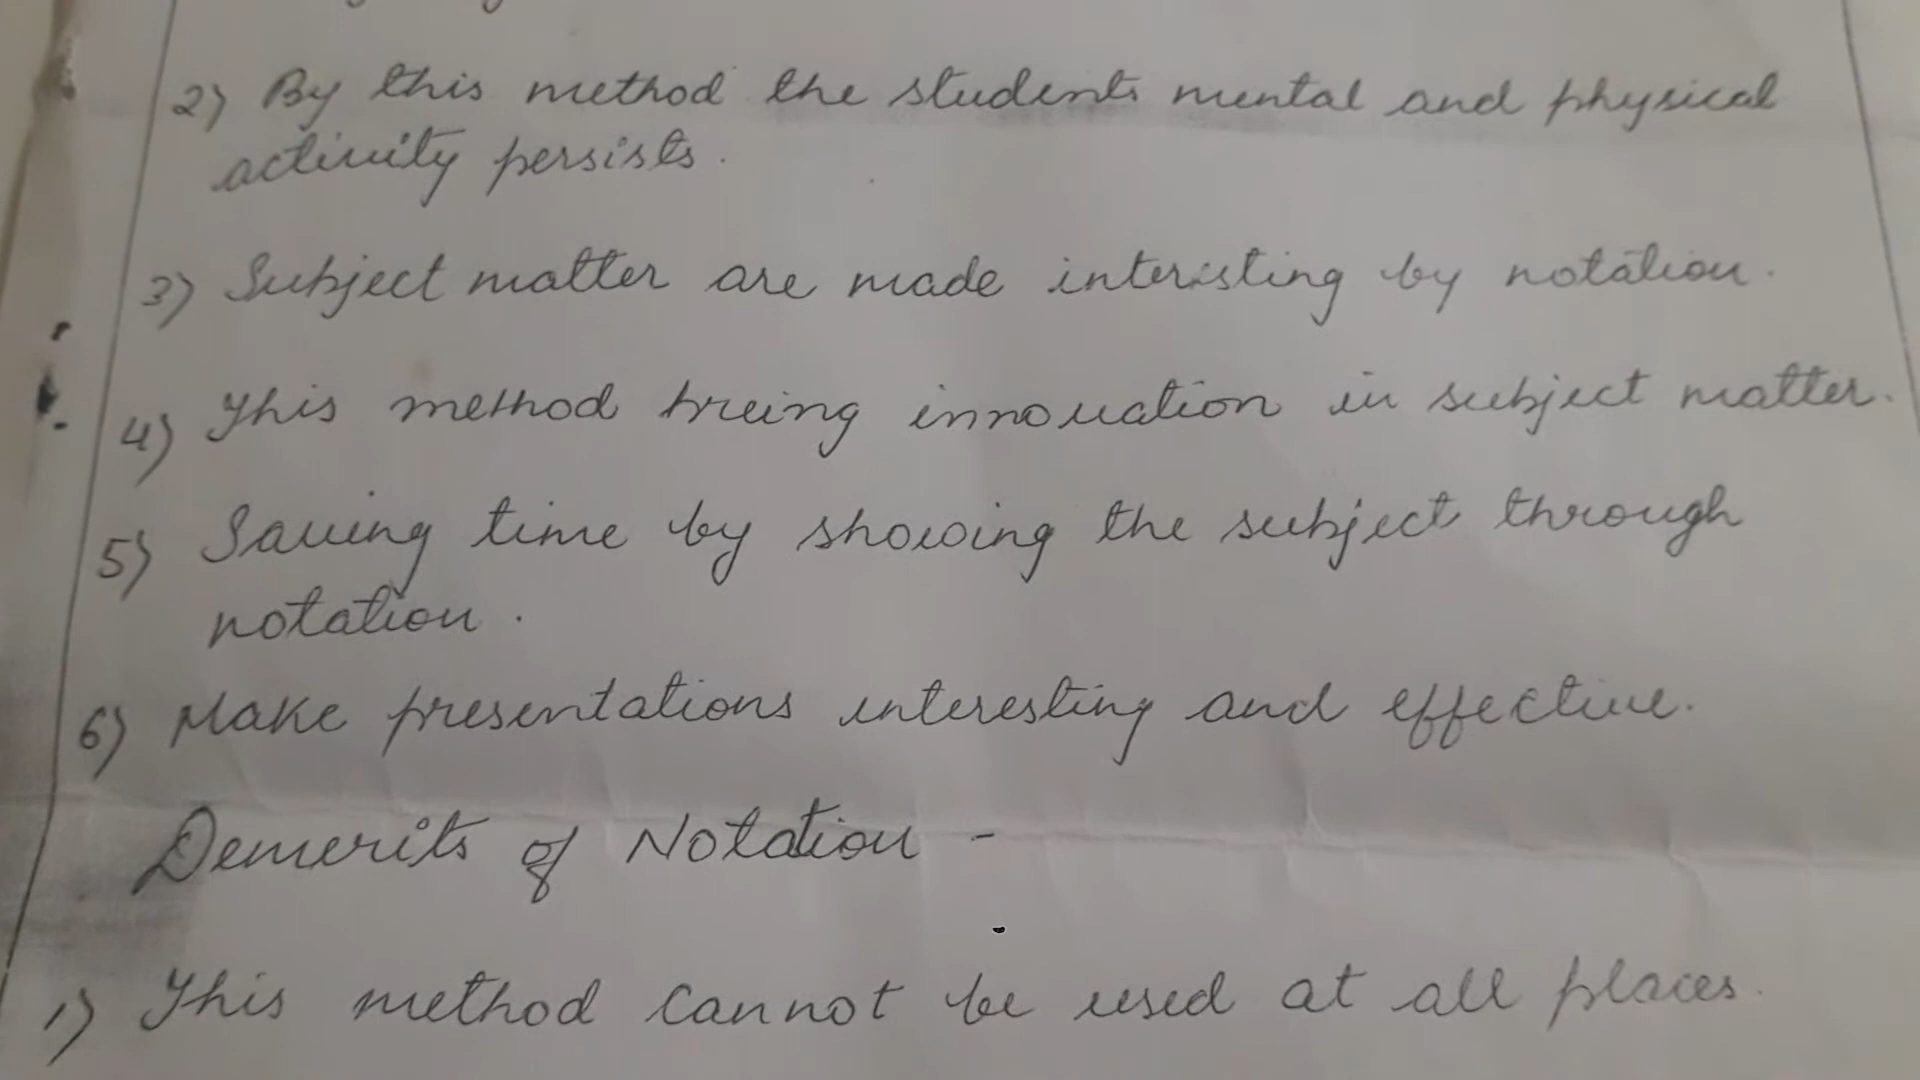 2) By this method the students mental and physical
activity persists.
3) Subject matter are made interesting by notation.
4) This method breing innovation in subject matter.
5) Saving time by showing the subject through
notation.
6) Make presentations interesting and effective.
Demerits of Notation -
1) This method cannot be used at all places.